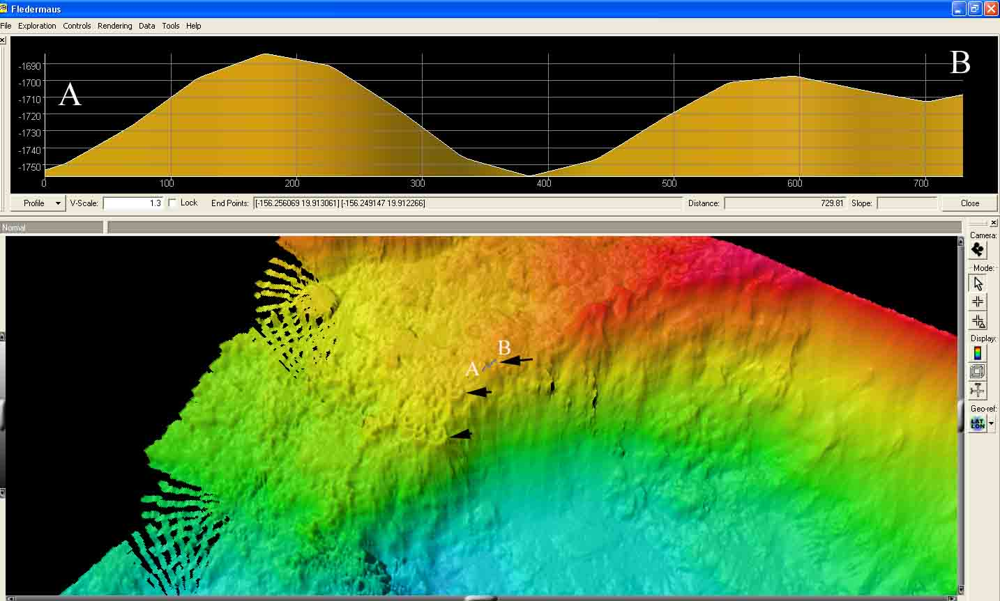 Fledermaus
File Exploration Controls Rendering Data Tools Help
B
A
-1690
-1700
-1710
-1720
-1730
-1740
-1750
0 100 200 300 400 500 600 700
Profile V-Scale: 1.3 Lock End Points: [-156.256069 19.913061] [-156.249147 19.912266] Distance: 729.81 Slope: Close
Normal
Camera:
Mode:
Display:
Geo-ref:
LAT
LON
B
A